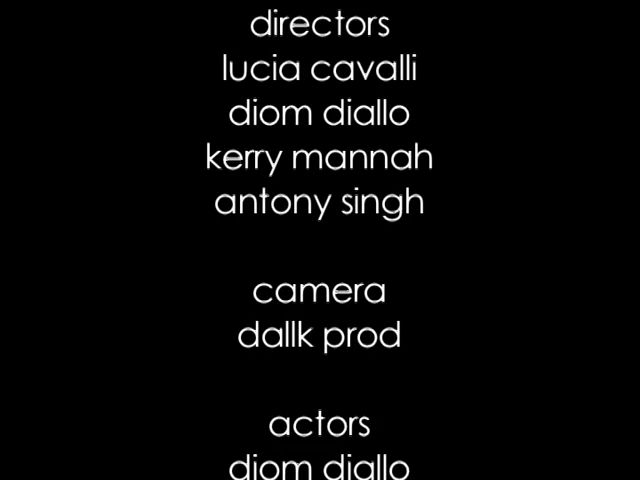 directors
lucia cavalli
diom diallo
kerry mannah
antony singh
camera
dallk prod
actors
diom diallo